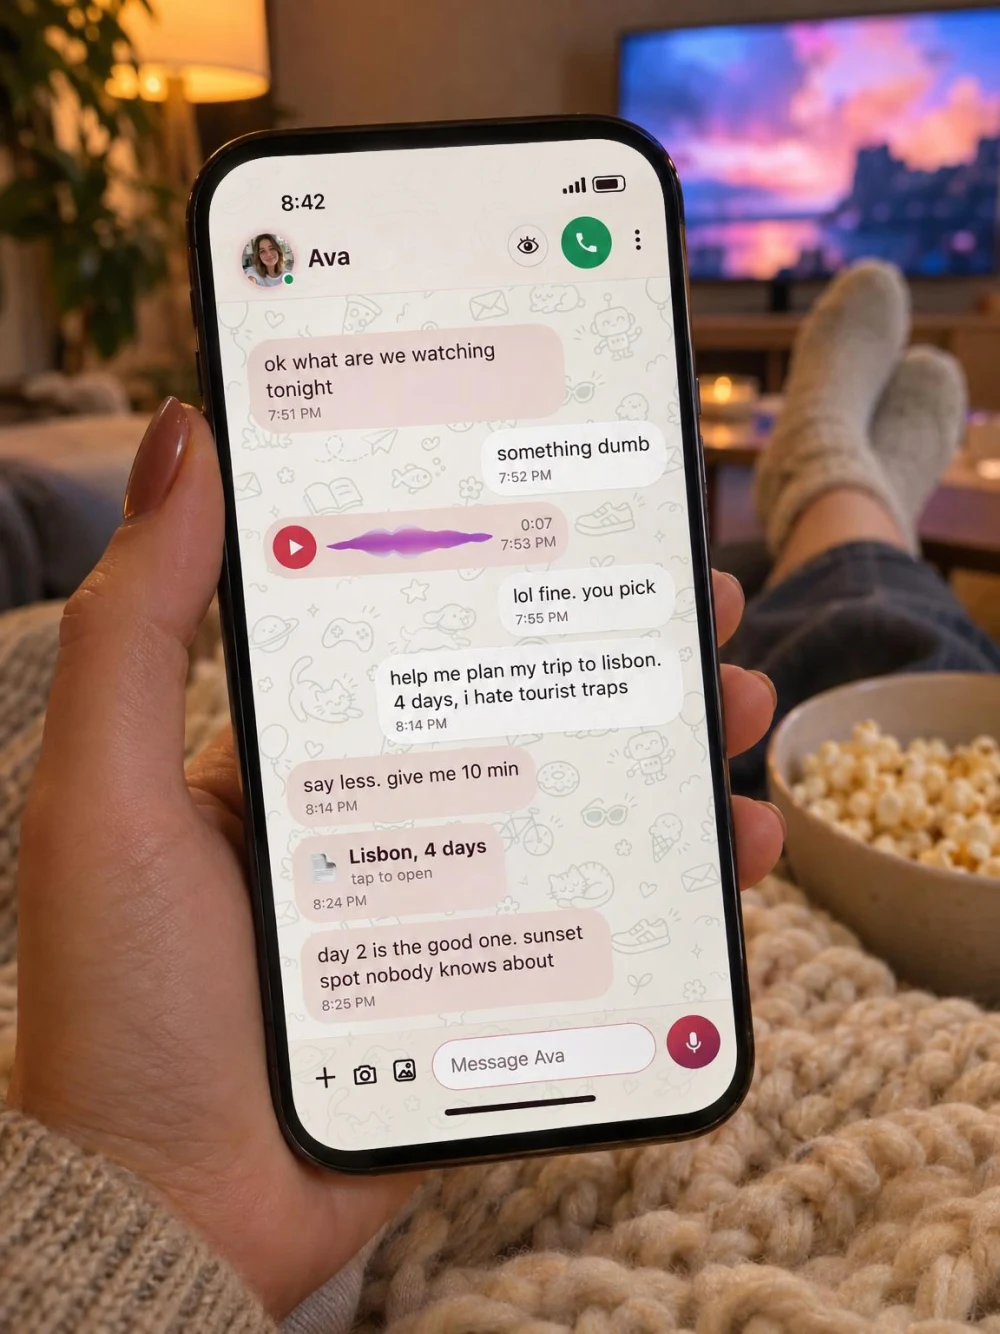 8:42
Ava
ok what are we watching
tonight
7:51 PM
something dumb
7:52 PM
0:07
7:53 PM
lol fine. you pick
7:55 PM
help me plan my trip to lisbon.
4 days, i hate tourist traps
8:14 PM
say less. give me 10 min
8:14 PM
Lisbon, 4 days
tap to open
8:24 PM
day 2 is the good one. sunset
spot nobody knows about
8:25 PM
Message Ava